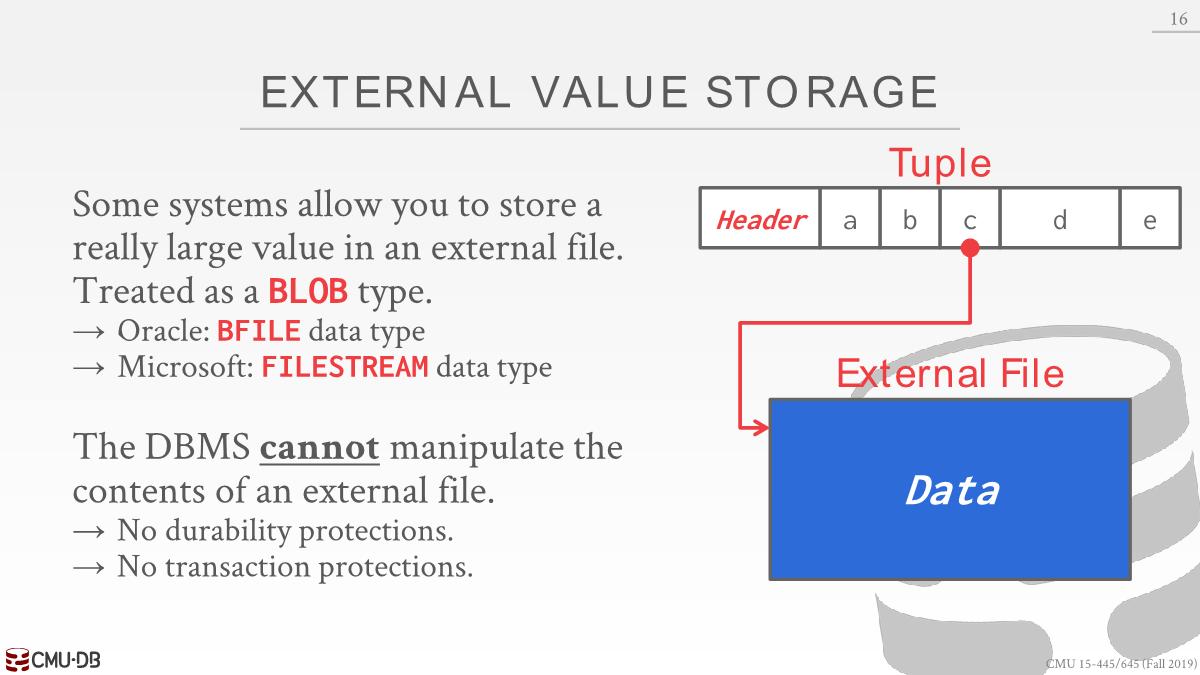 16
EXTERNAL VALUE STORAGE
Some systems allow you to store a
really large value in an external file.
Treated as a BLOB type.
→ Oracle: BFILE data type
→ Microsoft: FILESTREAM data type
The DBMS cannot manipulate the
contents of an external file.
→ No durability protections.
→ No transaction protections.
Tuple
Header a b c d e
External File
Data
CMU·DB
CMU 15-445/645 (Fall 2019)